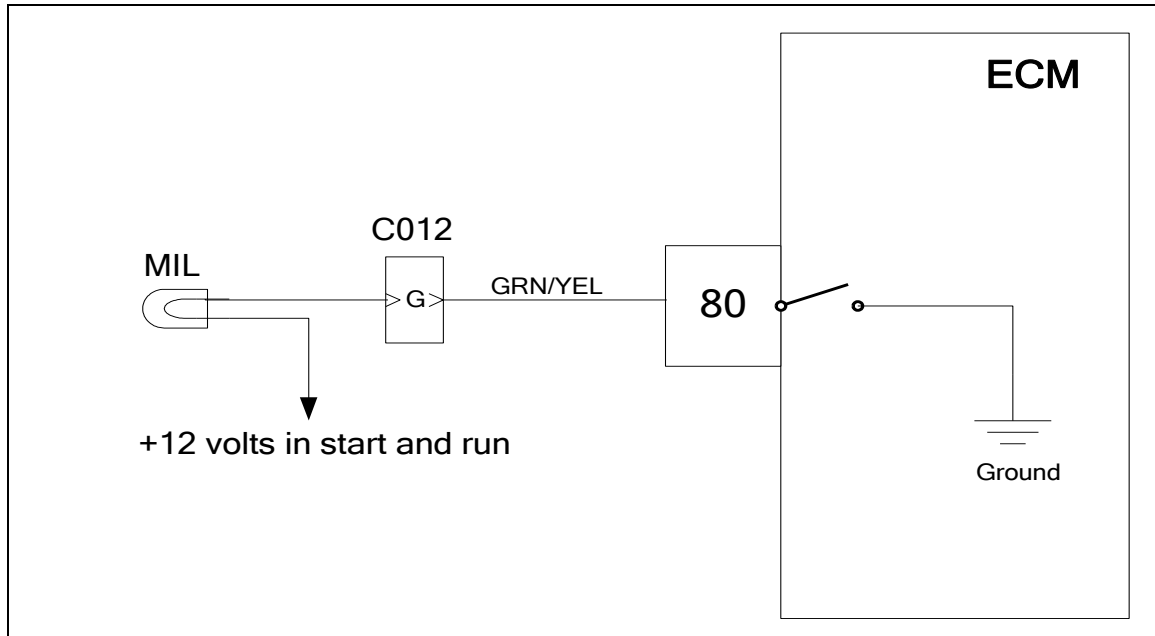 ECM
C012
MIL
> G >
GRN/YEL
80
+12 volts in start and run
Ground